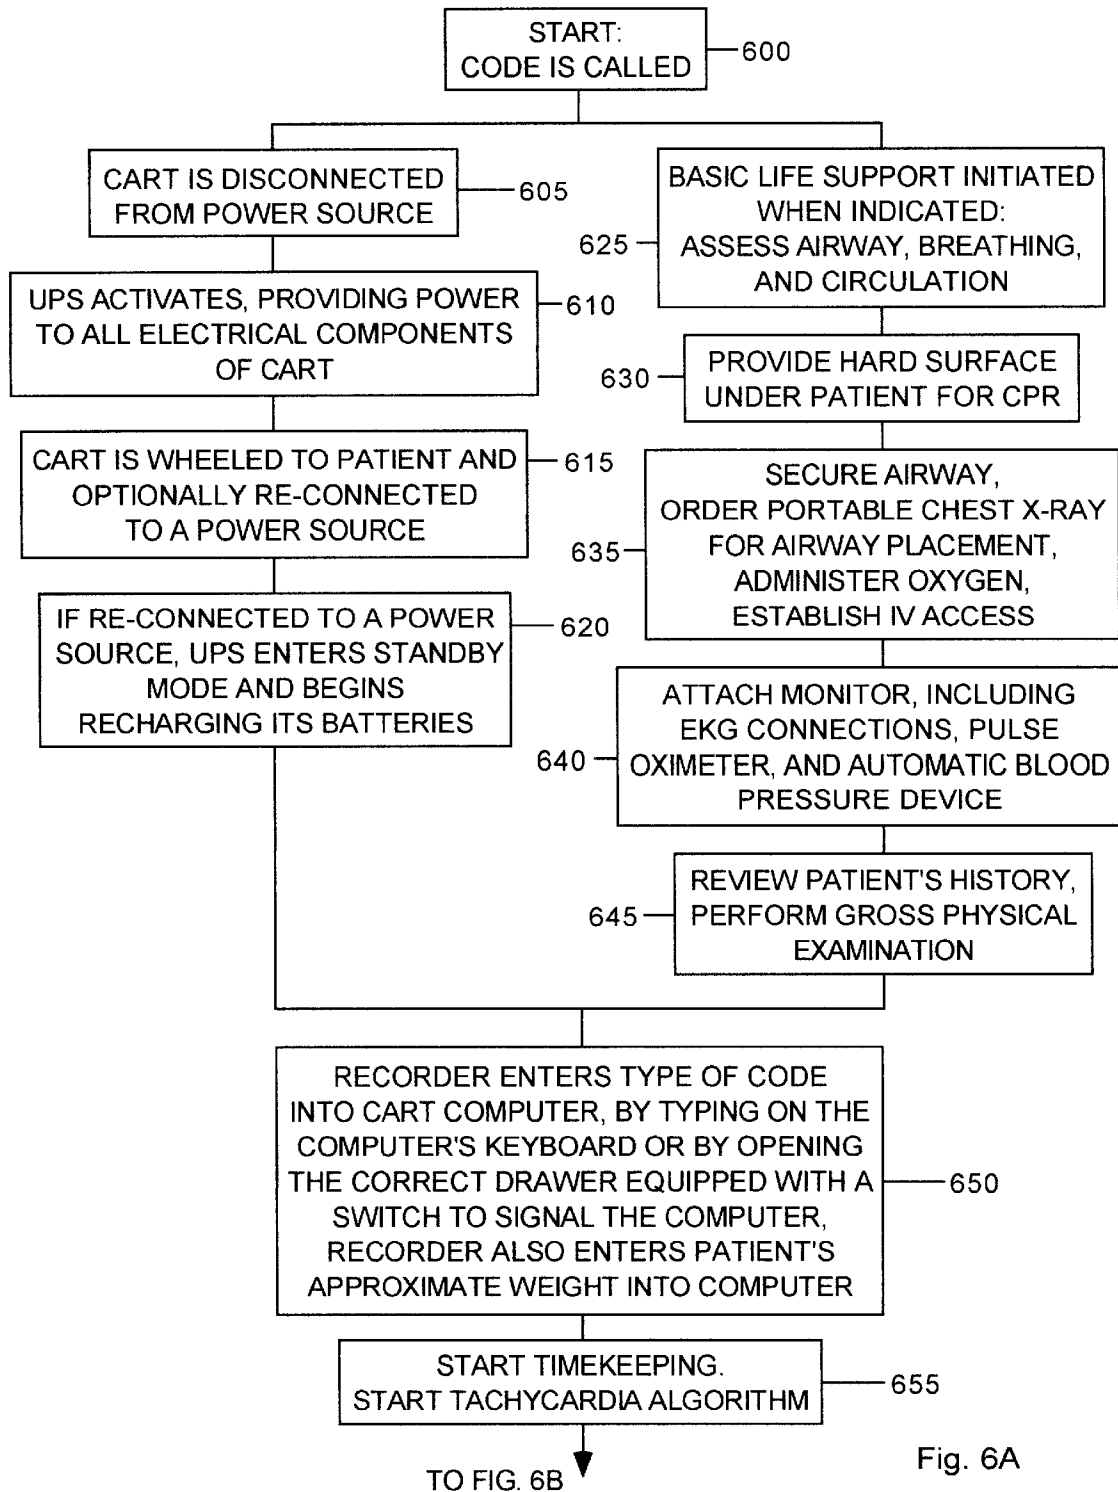 START:
CODE IS CALLED
600
CART IS DISCONNECTED
FROM POWER SOURCE
605
UPS ACTIVATES, PROVIDING POWER
TO ALL ELECTRICAL COMPONENTS
OF CART
610
CART IS WHEELED TO PATIENT AND
OPTIONALLY RE-CONNECTED
TO A POWER SOURCE
615
IF RE-CONNECTED TO A POWER
SOURCE, UPS ENTERS STANDBY
MODE AND BEGINS
RECHARGING ITS BATTERIES
620
BASIC LIFE SUPPORT INITIATED
WHEN INDICATED:
ASSESS AIRWAY, BREATHING,
AND CIRCULATION
625
PROVIDE HARD SURFACE
UNDER PATIENT FOR CPR
630
SECURE AIRWAY,
ORDER PORTABLE CHEST X-RAY
FOR AIRWAY PLACEMENT,
ADMINISTER OXYGEN,
ESTABLISH IV ACCESS
635
ATTACH MONITOR, INCLUDING
EKG CONNECTIONS, PULSE
OXIMETER, AND AUTOMATIC BLOOD
PRESSURE DEVICE
640
REVIEW PATIENT'S HISTORY,
PERFORM GROSS PHYSICAL
EXAMINATION
645
RECORDER ENTERS TYPE OF CODE
INTO CART COMPUTER, BY TYPING ON THE
COMPUTER'S KEYBOARD OR BY OPENING
THE CORRECT DRAWER EQUIPPED WITH A
SWITCH TO SIGNAL THE COMPUTER,
RECORDER ALSO ENTERS PATIENT'S
APPROXIMATE WEIGHT INTO COMPUTER
650
START TIMEKEEPING.
START TACHYCARDIA ALGORITHM
655
TO FIG. 6B
Fig. 6A